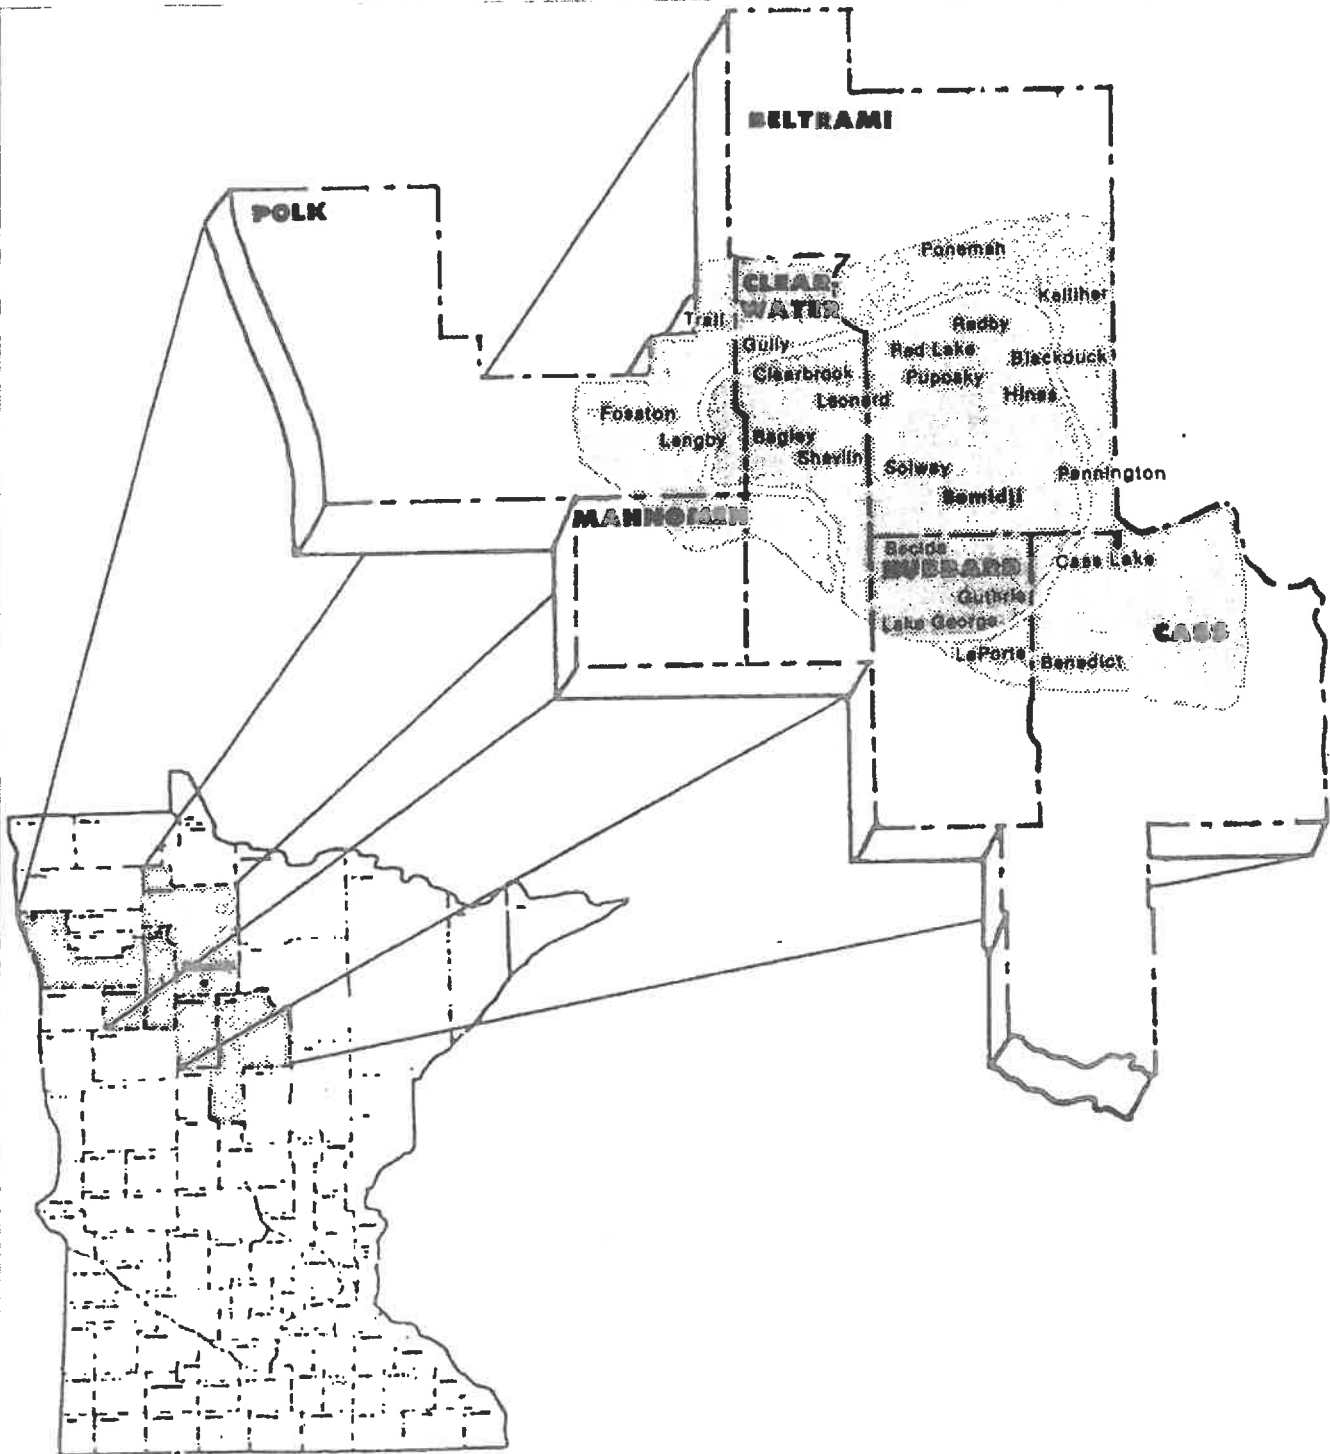 BELTRAMI
POLK
Ponemah
CLEAR-
WATER
Kelliher
Trail
Redby
Gully
Red Lake
Blackduck
Clearbrook
Puposky
Leonard
Hines
Fosston
Lengby
Bagley
Shevlin
Solway
Pennington
Bemidji
MAHNOMEN
Becida
Cass Lake
HUBBARD
Guthrie
Lake George
CASS
LaPorte
Benedict